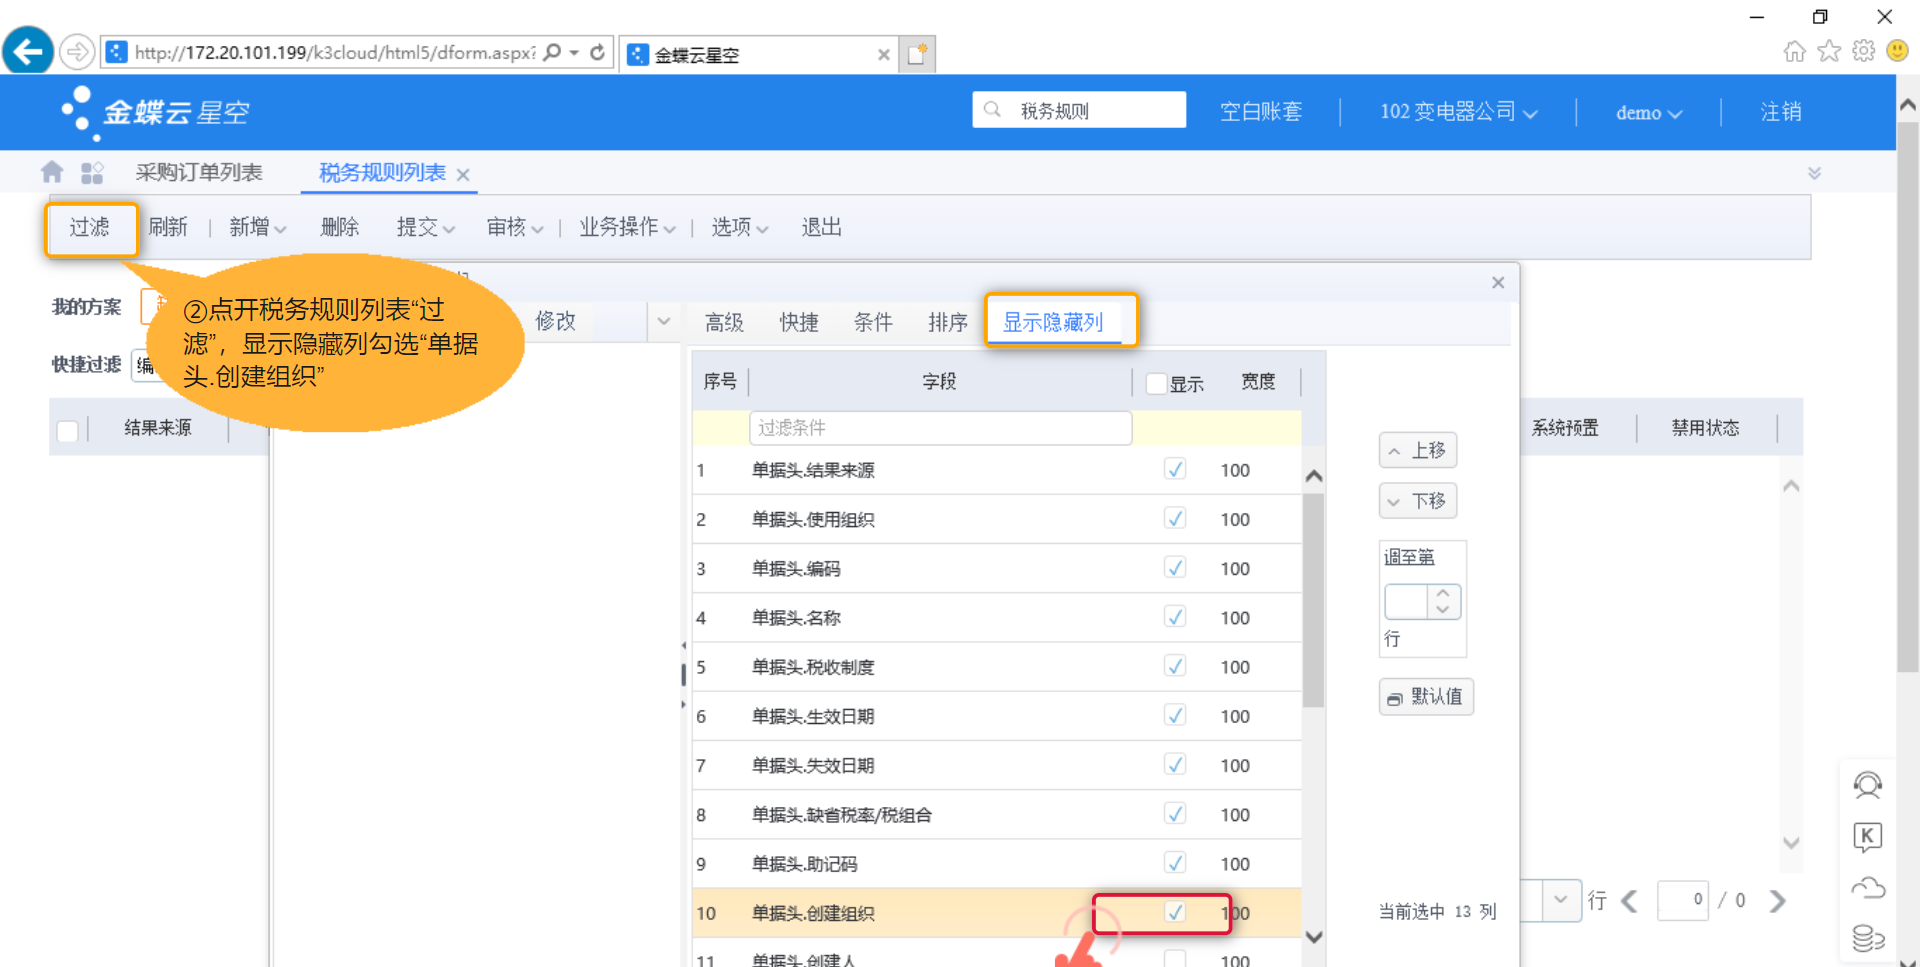 http://172.20.101.199/k3cloud/html5/dform.aspx?
金蝶云星空
金蝶云 星空
税务规则
空白账套
102 变电器公司
demo
注销
采购订单列表
税务规则列表
过滤
刷新
新增
删除
提交
审核
业务操作
选项
退出
我的方案
快捷过滤
②点开税务规则列表“过
滤”，显示隐藏列勾选“单据
头.创建组织”
修改
高级
快捷
条件
排序
显示隐藏列
序号
字段
显示
宽度
过滤条件
结果来源
系统预置
禁用状态
1 单据头.结果来源 100
2 单据头.使用组织 100
3 单据头.编码 100
4 单据头.名称 100
5 单据头.税收制度 100
6 单据头.生效日期 100
7 单据头.失效日期 100
8 单据头.缺省税率/税组合 100
9 单据头.助记码 100
10 单据头.创建组织 100
11 单据头.创建人 100
上移
下移
调至第
行
默认值
当前选中 13 列
行
0 / 0
K